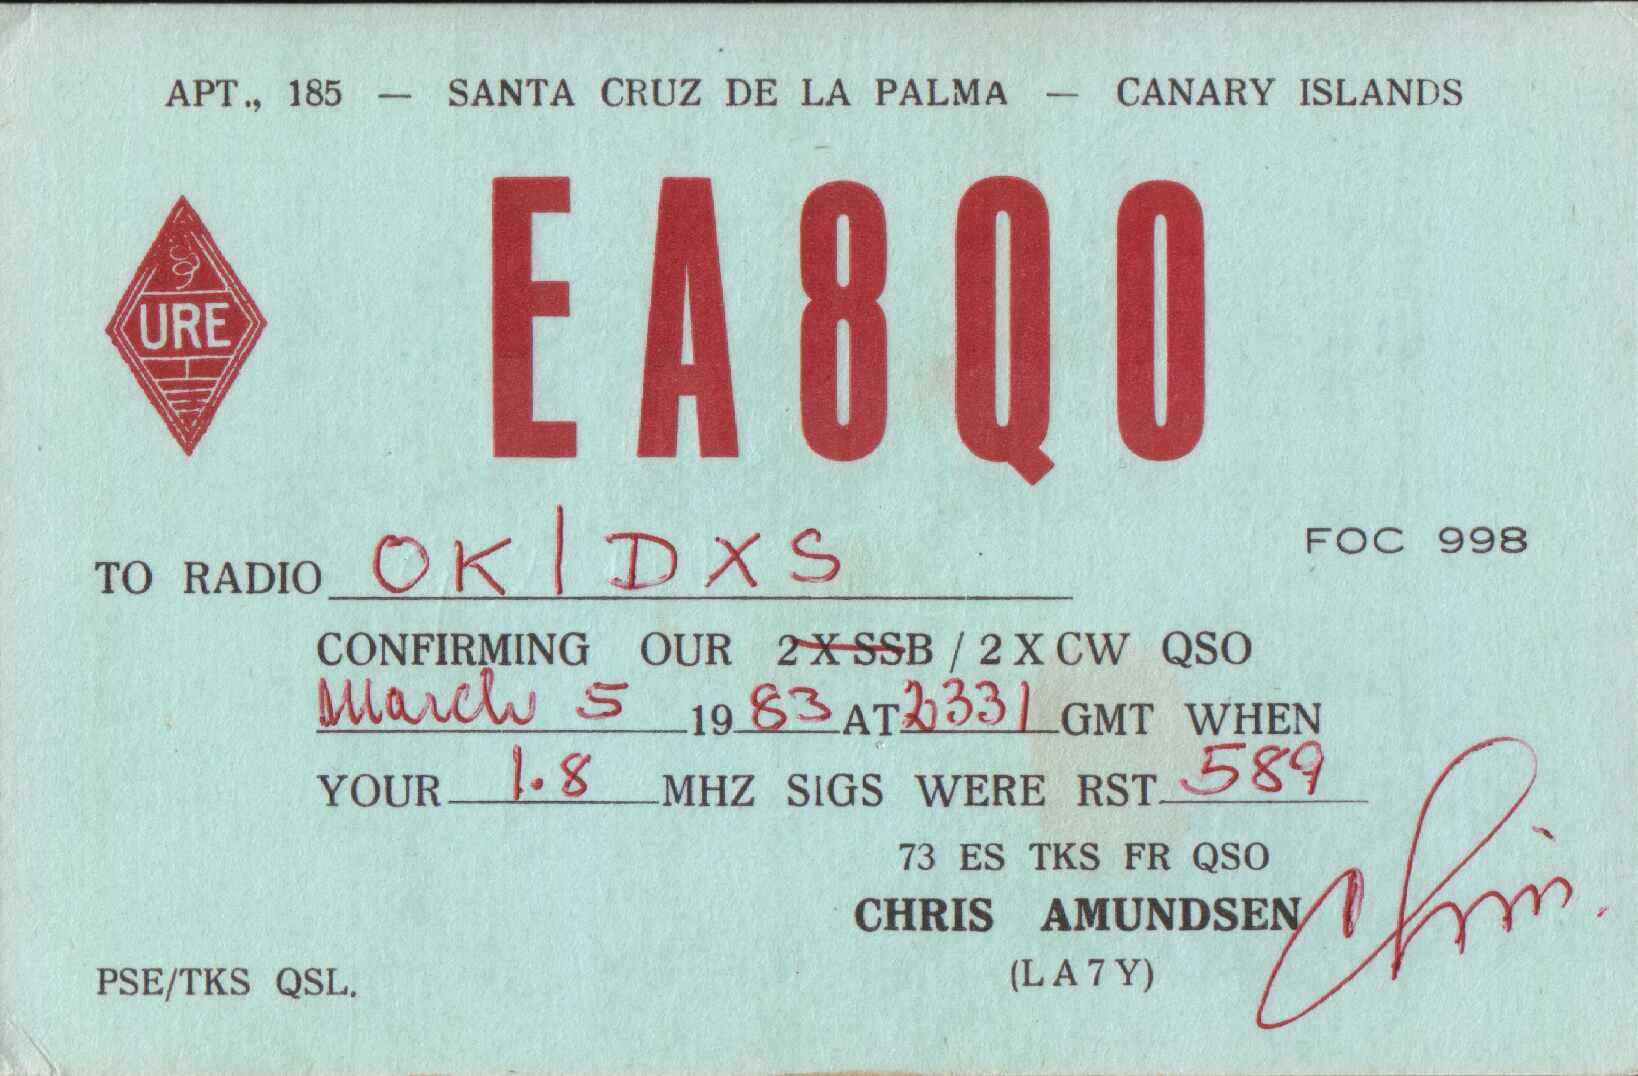 APT., 185 — SANTA CRUZ DE LA PALMA — CANARY ISLANDS
EA8QO
URE
FOC 998
TO RADIO OK1DXS
CONFIRMING OUR 2 X SSB / 2 X CW QSO
March 5 1983 AT 2331 GMT WHEN
YOUR 1.8 MHZ SIGS WERE RST 589
73 ES TKS FR QSO
CHRIS AMUNDSEN
Chris.
(LA7Y)
PSE/TKS QSL.